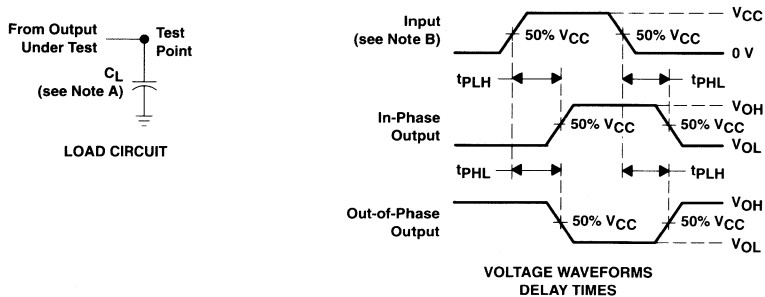 From Output
Under Test
Test
Point
CL
(see Note A)
LOAD CIRCUIT
Input
(see Note B)
50% VCC
50% VCC
VCC
0 V
tPLH
tPHL
In-Phase
Output
50% VCC
50% VCC
VOH
VOL
tPHL
tPLH
Out-of-Phase
Output
50% VCC
50% VCC
VOH
VOL
VOLTAGE WAVEFORMS
DELAY TIMES